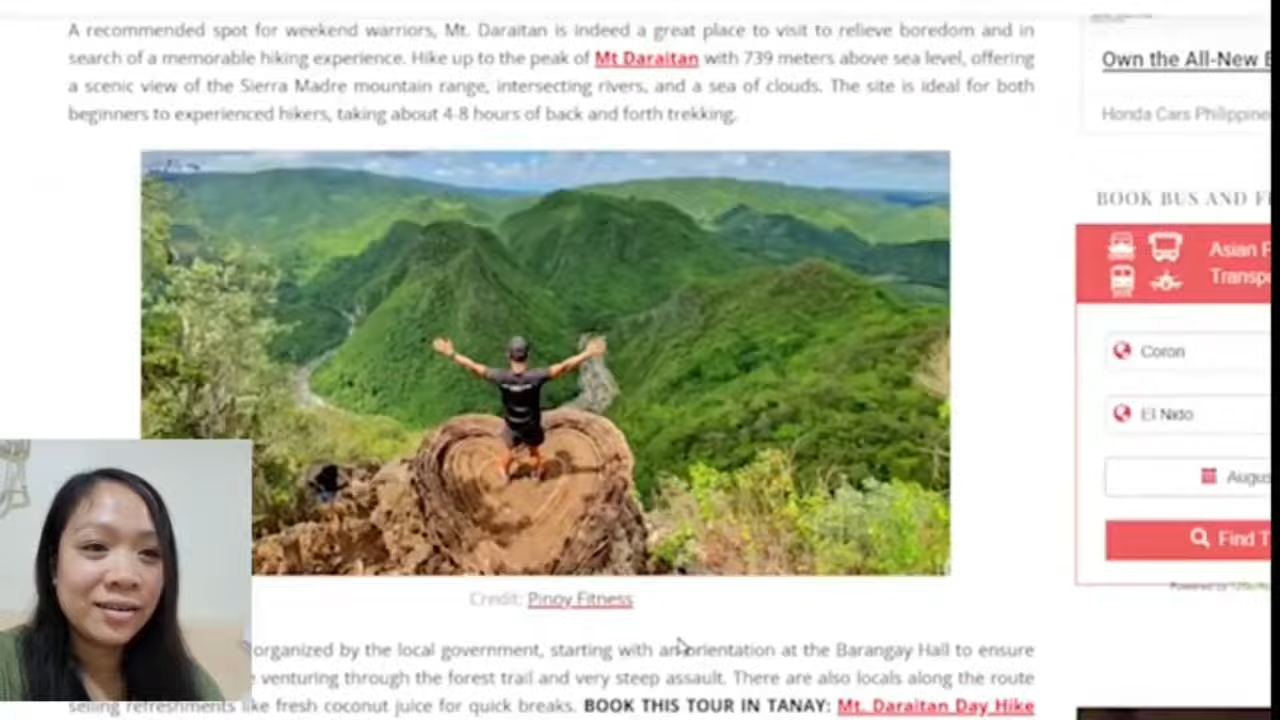 A recommended spot for weekend warriors, Mt. Daraitan is indeed a great place to visit to relieve boredom and in
search of a memorable hiking experience. Hike up to the peak of Mt Daraitan with 739 meters above sea level, offering
a scenic view of the Sierra Madre mountain range, intersecting rivers, and a sea of clouds. The site is ideal for both
beginners to experienced hikers, taking about 4-8 hours of back and forth trekking.
Credit: Pinoy Fitness
organized by the local government, starting with an orientation at the Barangay Hall to ensure
venturing through the forest trail and very steep assault. There are also locals along the route
selling refreshments like fresh coconut juice for quick breaks. BOOK THIS TOUR IN TANAY: Mt. Daraitan Day Hike
Own the All-New
Honda Cars Philippine
BOOK BUS AND
Asian
Transp
Coron
El Nido
Augus
Find T
Powered by